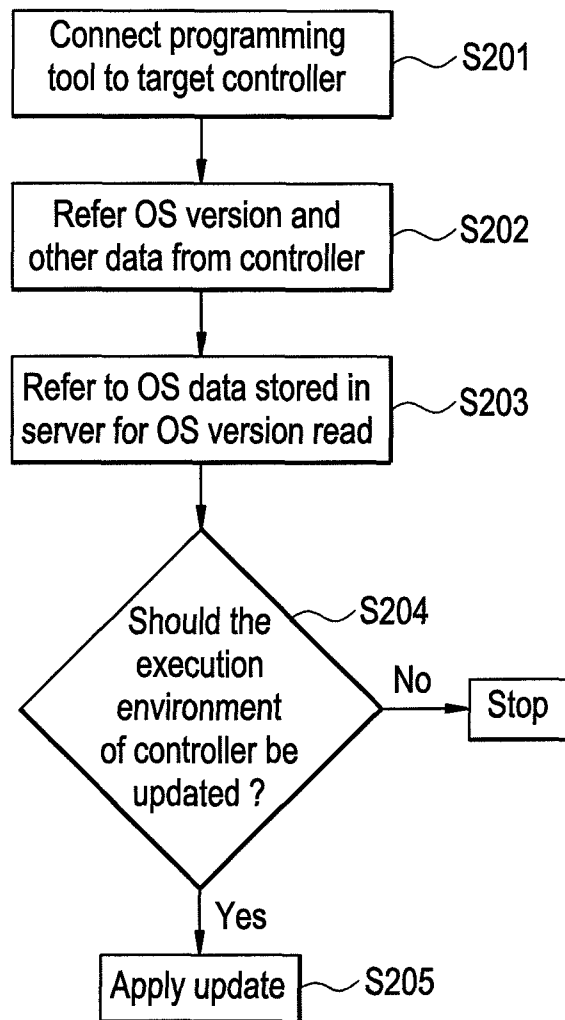 Connect programming
tool to target controller
S201
Refer OS version and
other data from controller
S202
Refer to OS data stored in
server for OS version read
S203
S204
Should the
execution
environment
of controller be
updated ?
No
Stop
Yes
Apply update
S205